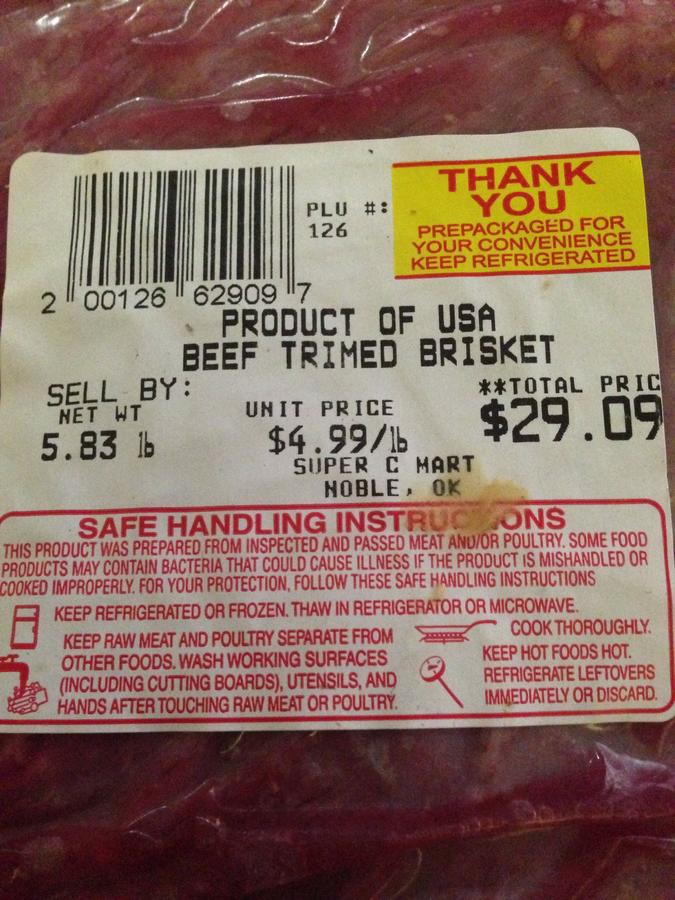 THANK
YOU
PREPACKAGED FOR
YOUR CONVENIENCE
KEEP REFRIGERATED
PLU #:
126
2 00126 62909 7
PRODUCT OF USA
BEEF TRIMED BRISKET
SELL BY:
NET WT
5.83 lb
UNIT PRICE
$4.99/lb
**TOTAL PRIC
$29.09
SUPER C MART
NOBLE, OK
SAFE HANDLING INSTRUC ONS
THIS PRODUCT WAS PREPARED FROM INSPECTED AND PASSED MEAT AND/OR POULTRY. SOME FOOD
PRODUCTS MAY CONTAIN BACTERIA THAT COULD CAUSE ILLNESS IF THE PRODUCT IS MISHANDLED OR
COOKED IMPROPERLY. FOR YOUR PROTECTION, FOLLOW THESE SAFE HANDLING INSTRUCTIONS
KEEP REFRIGERATED OR FROZEN. THAW IN REFRIGERATOR OR MICROWAVE.
KEEP RAW MEAT AND POULTRY SEPARATE FROM
OTHER FOODS. WASH WORKING SURFACES
(INCLUDING CUTTING BOARDS), UTENSILS, AND
HANDS AFTER TOUCHING RAW MEAT OR POULTRY.
COOK THOROUGHLY.
KEEP HOT FOODS HOT.
REFRIGERATE LEFTOVERS
IMMEDIATELY OR DISCARD.